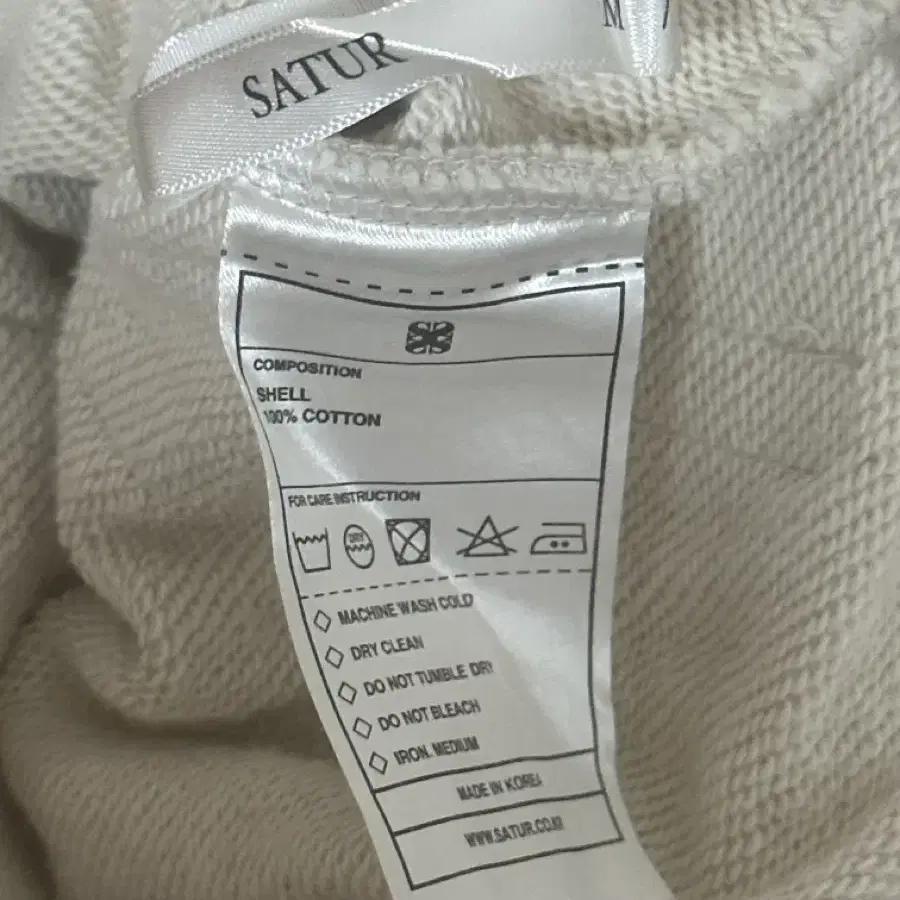 SATUR
M
COMPOSITION
SHELL
100% COTTON
FOR CARE INSTRUCTION
DRY
MACHINE WASH COLD
DRY CLEAN
DO NOT TUMBLE DRY
DO NOT BLEACH
IRON. MEDIUM
MADE IN KOREA
WWW.SATUR.CO.KR